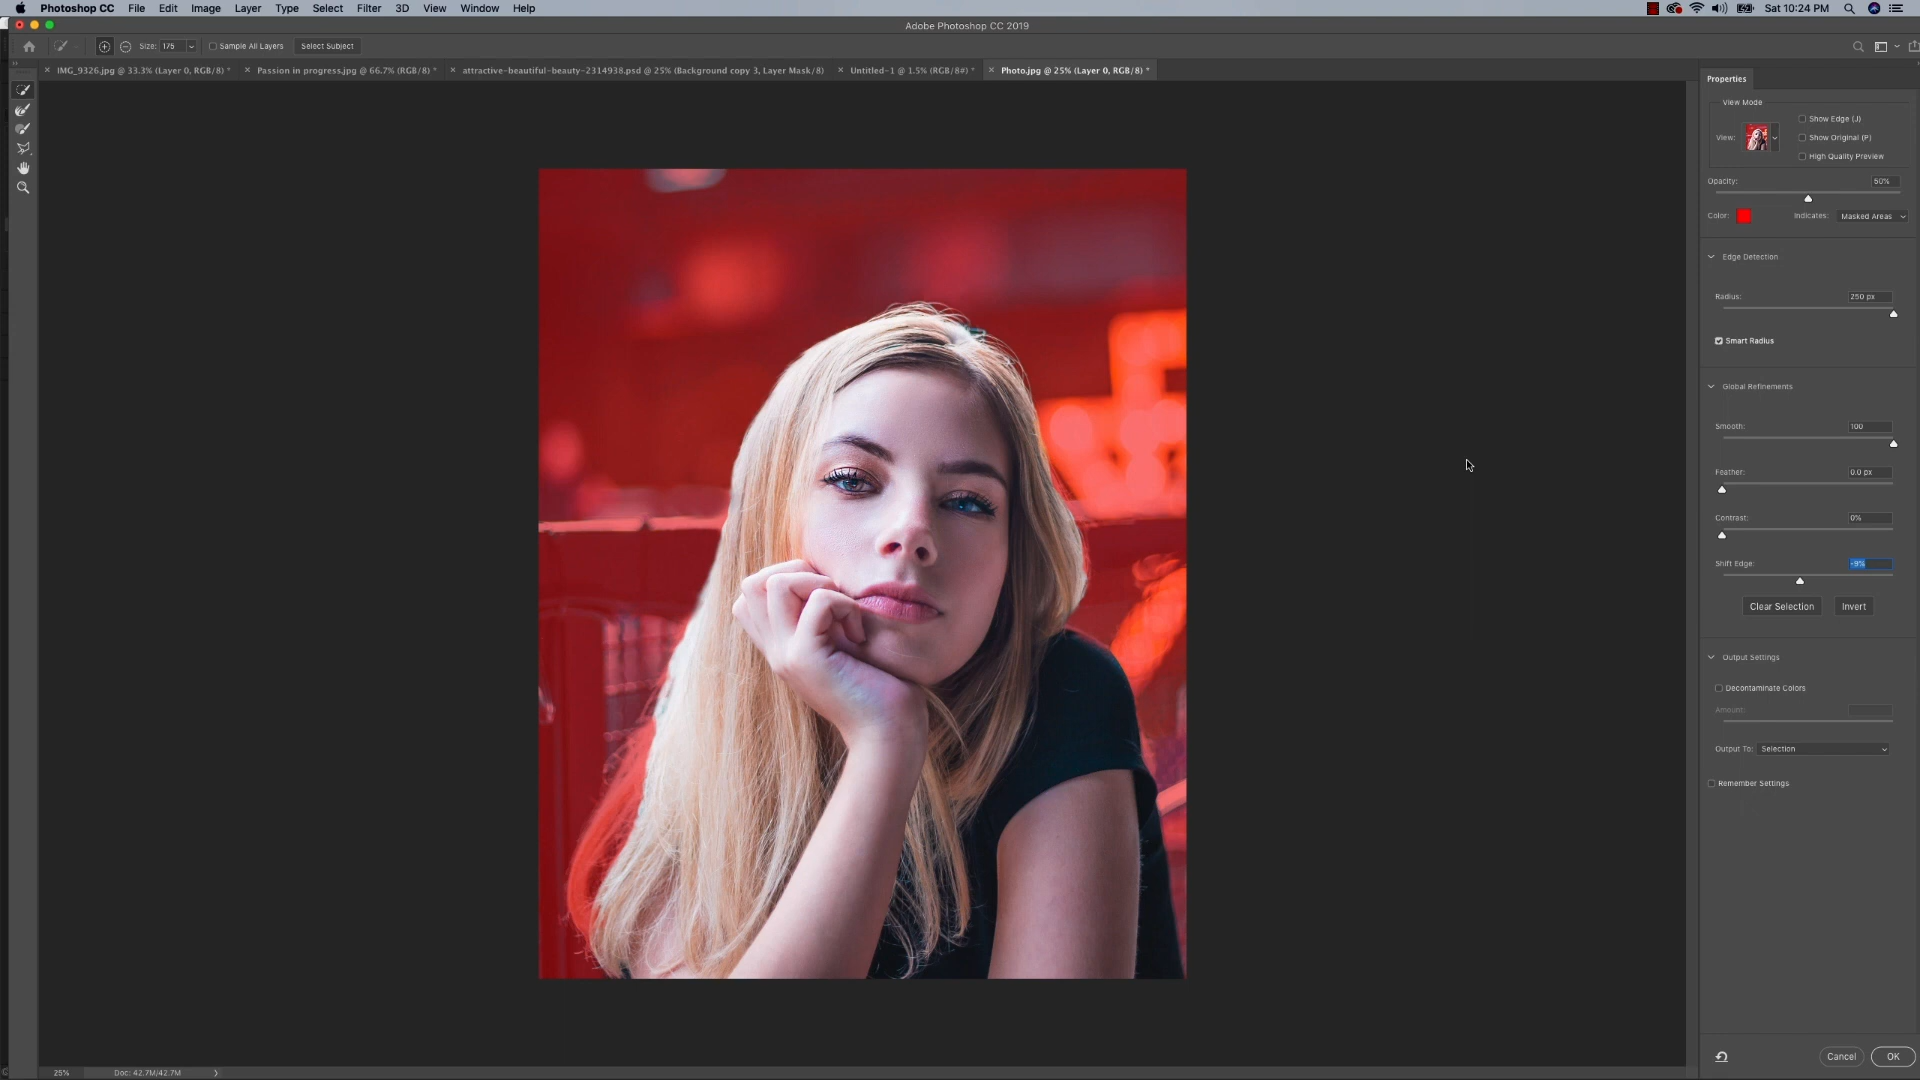 Photoshop CC File Edit Image Layer Type Select Filter 3D View Window Help Sat 10:24 PM
Adobe Photoshop CC 2019
Size: 175 Sample All Layers Select Subject
IMG_9326.jpg @ 33.3% (Layer 0, RGB/8) * Passion in progress.jpg @ 66.7% (RGB/8) * attractive-beautiful-beauty-2314938.psd @ 25% (Background copy 3, Layer Mask/8) Untitled-1 @ 1.5% (RGB/8#) * Photo.jpg @ 25% (Layer 0, RGB/8) *
Properties
View Mode
Show Edge (J)
View: Show Original (P)
High Quality Preview
Opacity: 50%
Color: Indicates: Masked Areas
Edge Detection
Radius: 250 px
Smart Radius
Global Refinements
Smooth: 100
Feather: 0.0 px
Contrast: 0%
Shift Edge: -9%
Clear Selection Invert
Output Settings
Decontaminate Colors
Amount:
Output To: Selection
Remember Settings
Cancel OK
25% Doc: 42.7M/42.7M